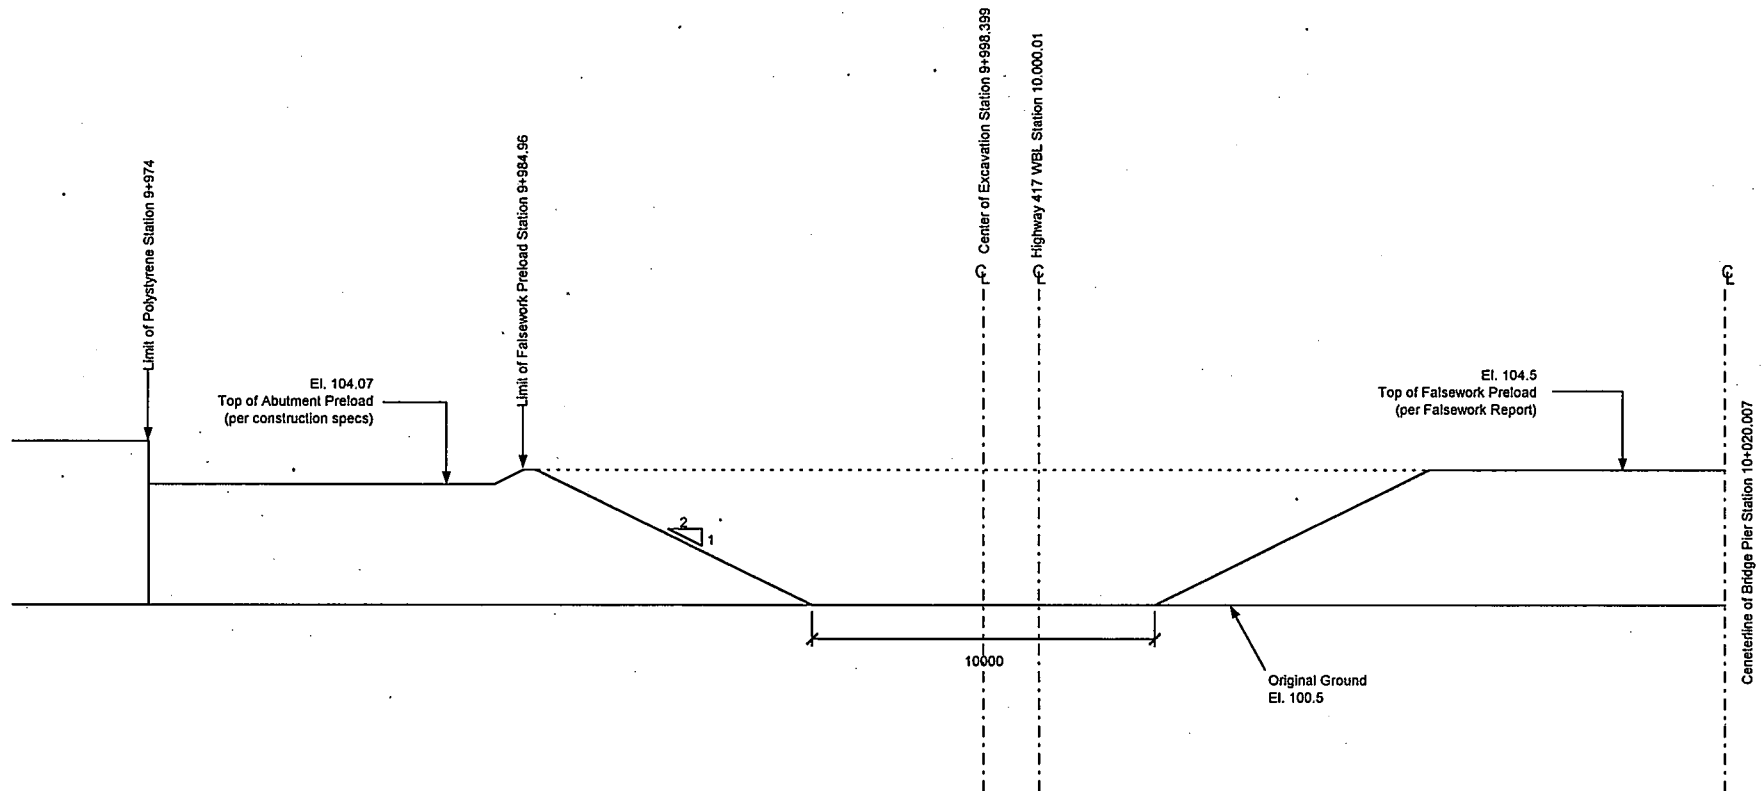 Limit of Polystyrene Station 9+974
Limit of Falsework Preload Station 9+984.96
Center of Excavation Station 9+998.399
Highway 417 WBL Station 10.000.01
℄
℄
℄
El. 104.07
Top of Abutment Preload
(per construction specs)
El. 104.5
Top of Falsework Preload
(per Falsework Report)
Ceneterline of Bridge Pier Station 10+020.007
2
1
10000
Original Ground
El. 100.5